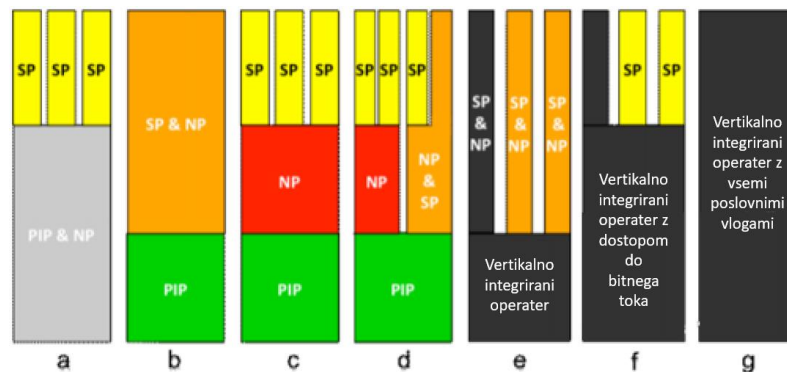 SP SP SP
PIP & NP
a
SP & NP
PIP
b
SP SP SP
NP
PIP
c
SP SP SP
NP
NP
&
SP
PIP
d
SP
&
NP
SP
&
NP
SP
&
NP
Vertikalno
integrirani
operater
e
SP SP
Vertikalno
integrirani
operater z
dostopom
do
bitnega
toka
f
Vertikalno
integrirani
operater z
vsemi
poslovnimi
vlogami
g